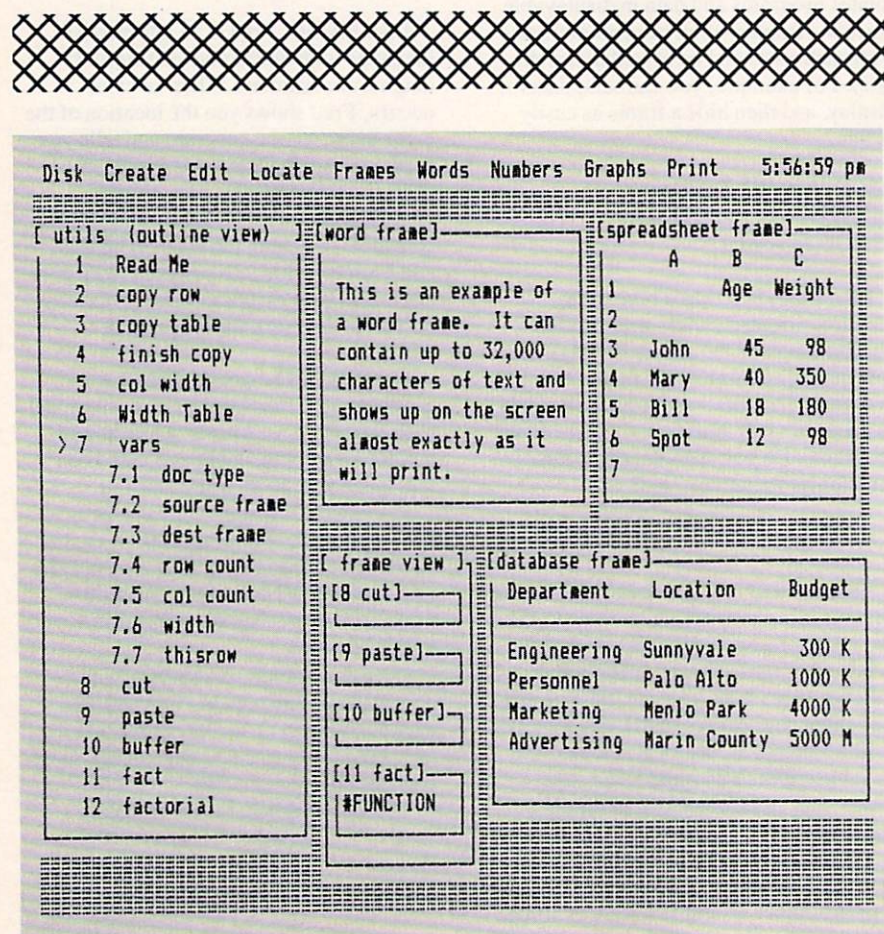 Disk Create Edit Locate Frames Words Numbers Graphs Print 5:56:59 pm
[ utils (outline view) ]
1 Read Me
2 copy row
3 copy table
4 finish copy
5 col width
6 Width Table
> 7 vars
7.1 doc type
7.2 source frame
7.3 dest frame
7.4 row count
7.5 col count
7.6 width
7.7 thisrow
8 cut
9 paste
10 buffer
11 fact
12 factorial
[word frame]
This is an example of
a word frame. It can
contain up to 32,000
characters of text and
shows up on the screen
almost exactly as it
will print.
[spreadsheet frame]
A B C
1 Age Weight
2
3 John 45 98
4 Mary 40 350
5 Bill 18 180
6 Spot 12 98
7
[ frame view ]
[8 cut]
[9 paste]
[10 buffer]
[11 fact]
#FUNCTION
[database frame]
Department Location Budget
Engineering Sunnyvale 300 K
Personnel Palo Alto 1000 K
Marketing Menlo Park 4000 K
Advertising Marin County 5000 M